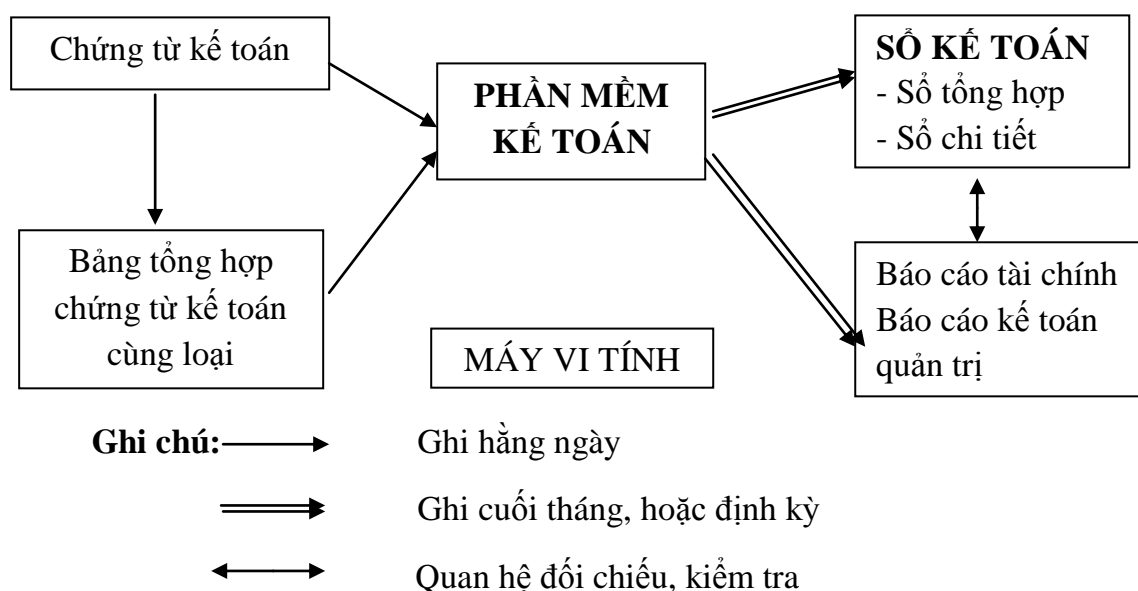 Chứng từ kế toán
PHẦN MỀM
KẾ TOÁN
SỔ KẾ TOÁN
- Sổ tổng hợp
- Sổ chi tiết
Bảng tổng hợp
chứng từ kế toán
cùng loại
MÁY VI TÍNH
Báo cáo tài chính
Báo cáo kế toán
quản trị
Ghi chú:
Ghi hằng ngày
Ghi cuối tháng, hoặc định kỳ
Quan hệ đối chiếu, kiểm tra